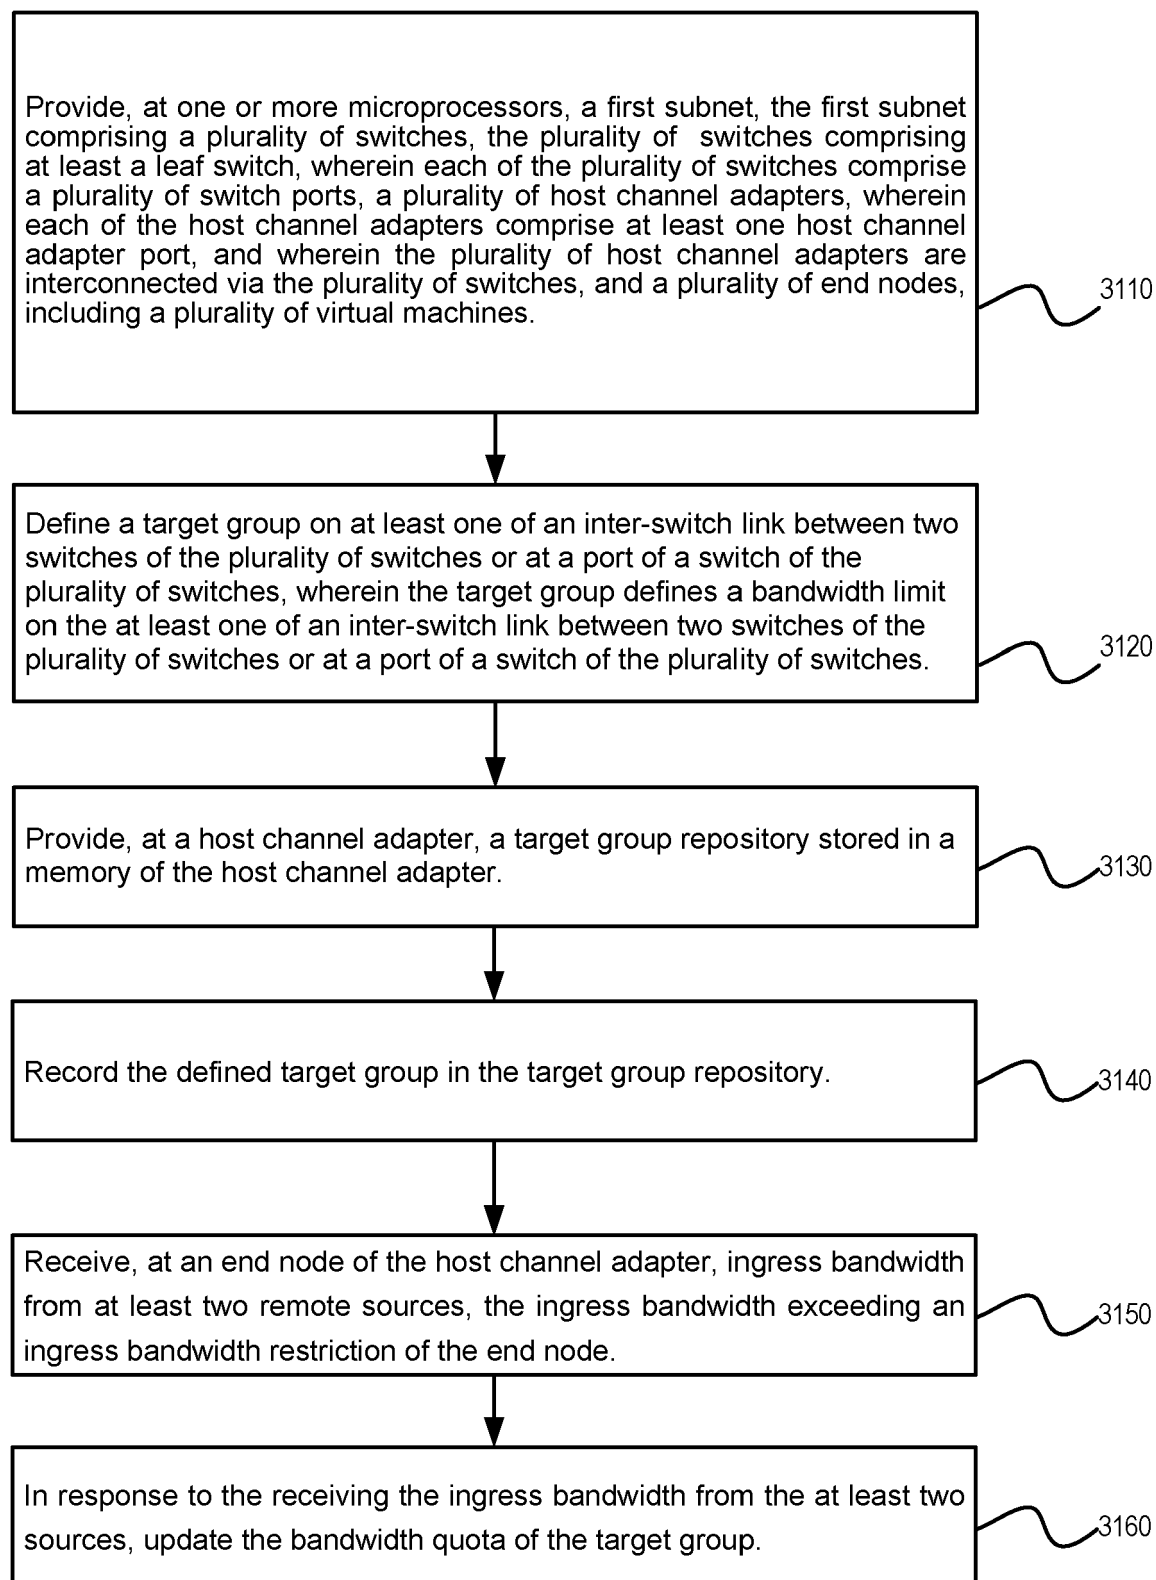 Provide, at one or more microprocessors, a first subnet, the first subnet
comprising a plurality of switches, the plurality of switches comprising
at least a leaf switch, wherein each of the plurality of switches comprise
a plurality of switch ports, a plurality of host channel adapters, wherein
each of the host channel adapters comprise at least one host channel
adapter port, and wherein the plurality of host channel adapters are
interconnected via the plurality of switches, and a plurality of end nodes,
including a plurality of virtual machines.
3110
Define a target group on at least one of an inter-switch link between two
switches of the plurality of switches or at a port of a switch of the
plurality of switches, wherein the target group defines a bandwidth limit
on the at least one of an inter-switch link between two switches of the
plurality of switches or at a port of a switch of the plurality of switches.
3120
Provide, at a host channel adapter, a target group repository stored in a
memory of the host channel adapter.
3130
Record the defined target group in the target group repository.
3140
Receive, at an end node of the host channel adapter, ingress bandwidth
from at least two remote sources, the ingress bandwidth exceeding an
ingress bandwidth restriction of the end node.
3150
In response to the receiving the ingress bandwidth from the at least two
sources, update the bandwidth quota of the target group.
3160